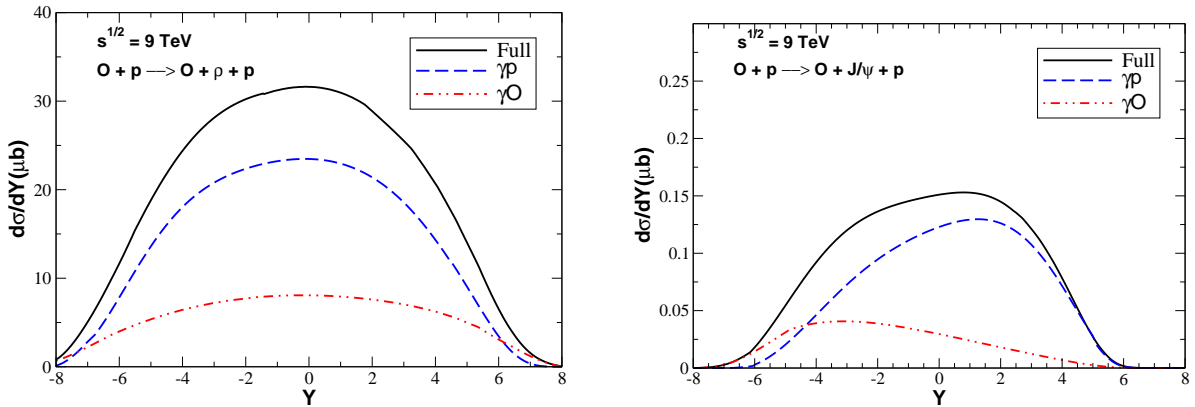 40
30
20
10
0
s^1/2 = 9 TeV
O + p —> O + ρ + p
Full
γp
γO
dσ/dY(μb)
-8 -6 -4 -2 0 2 4 6 8
Y
0.25
0.2
0.15
0.1
0.05
0
s^1/2 = 9 TeV
O + p —> O + J/ψ + p
Full
γp
γO
dσ/dY(μb)
-8 -6 -4 -2 0 2 4 6 8
Y